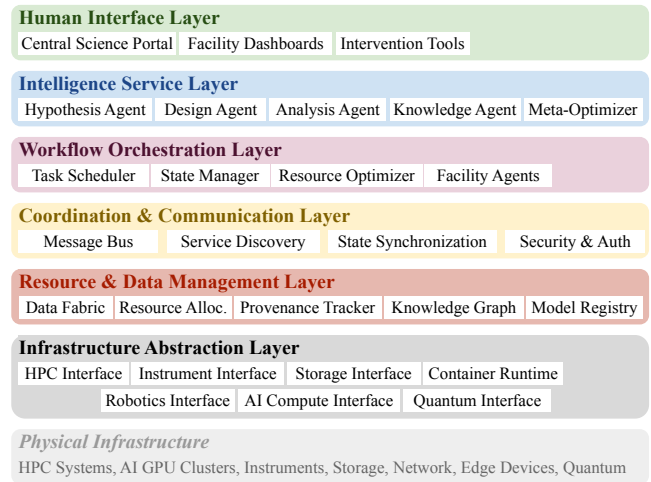 Human Interface Layer
Central Science Portal Facility Dashboards Intervention Tools
Intelligence Service Layer
Hypothesis Agent Design Agent Analysis Agent Knowledge Agent Meta-Optimizer
Workflow Orchestration Layer
Task Scheduler State Manager Resource Optimizer Facility Agents
Coordination & Communication Layer
Message Bus Service Discovery State Synchronization Security & Auth
Resource & Data Management Layer
Data Fabric Resource Alloc. Provenance Tracker Knowledge Graph Model Registry
Infrastructure Abstraction Layer
HPC Interface Instrument Interface Storage Interface Container Runtime
Robotics Interface AI Compute Interface Quantum Interface
Physical Infrastructure
HPC Systems, AI GPU Clusters, Instruments, Storage, Network, Edge Devices, Quantum